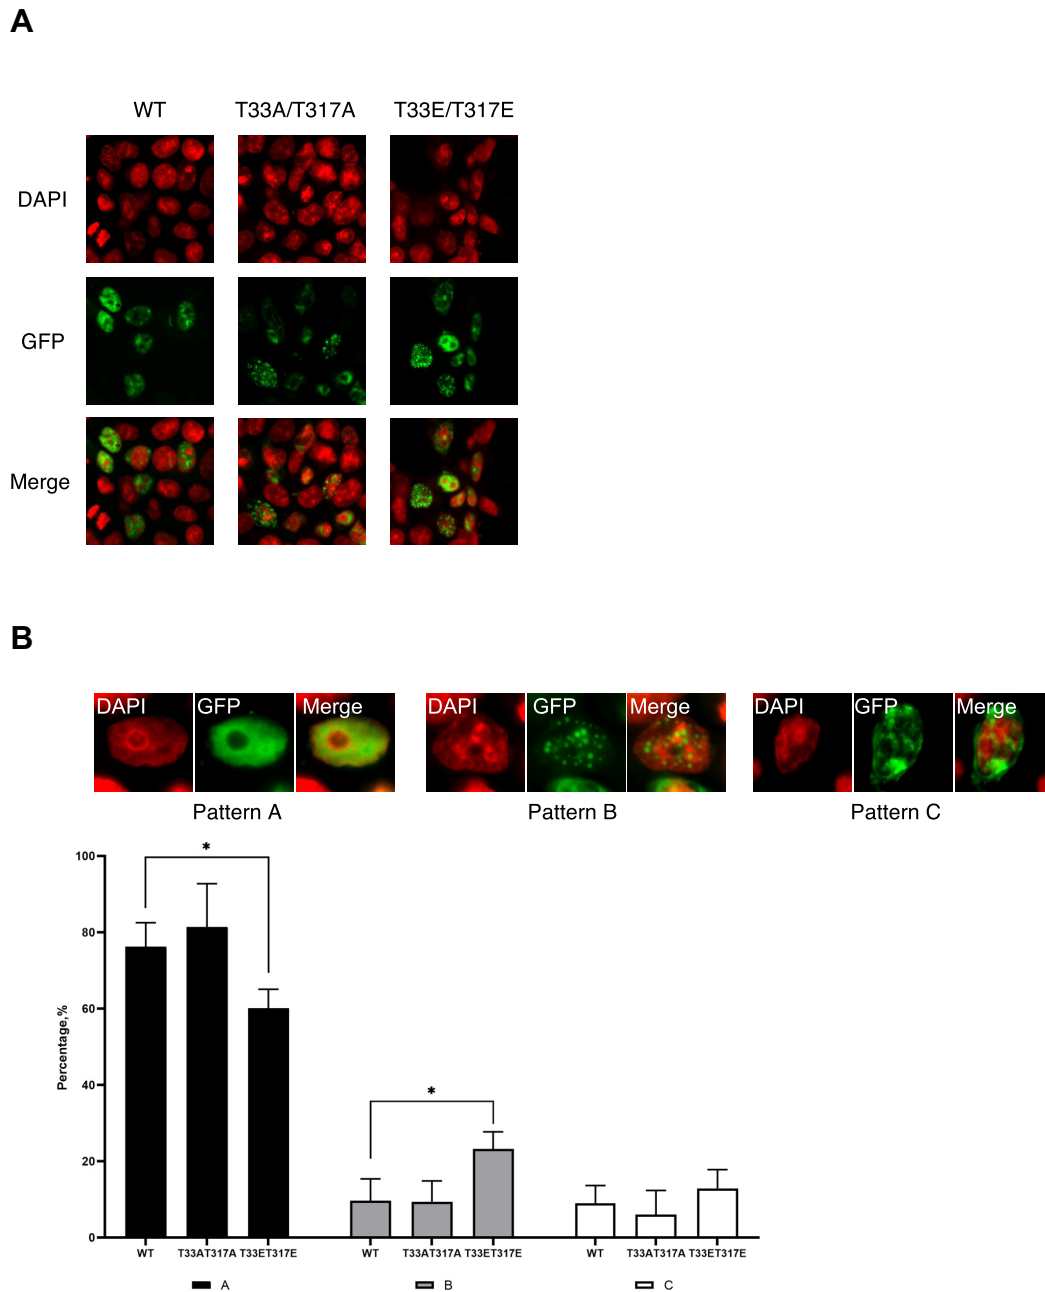 A
WT T33A/T317A T33E/T317E
DAPI
GFP
Merge
B
DAPI GFP Merge DAPI GFP Merge DAPI GFP Merge
Pattern A Pattern B Pattern C
Percentage,%
100
80
60
40
20
0
*
*
WT T33AT317A T33ET317E WT T33AT317A T33ET317E WT T33AT317A T33ET317E
A B C